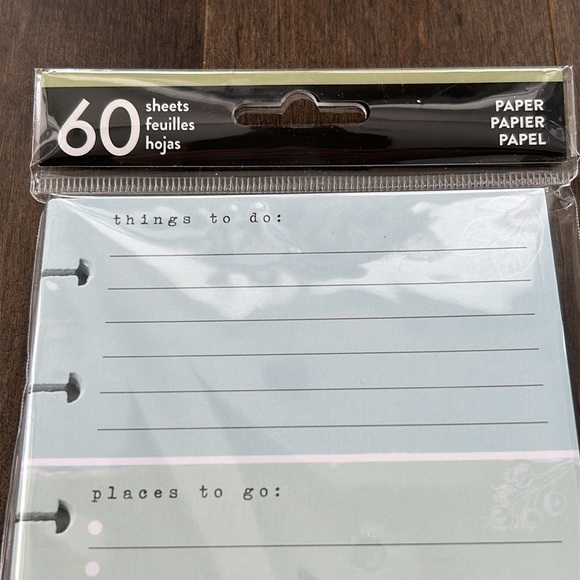 60 sheets
feuilles
hojas
PAPER
PAPIER
PAPEL
things to do:
places to go: